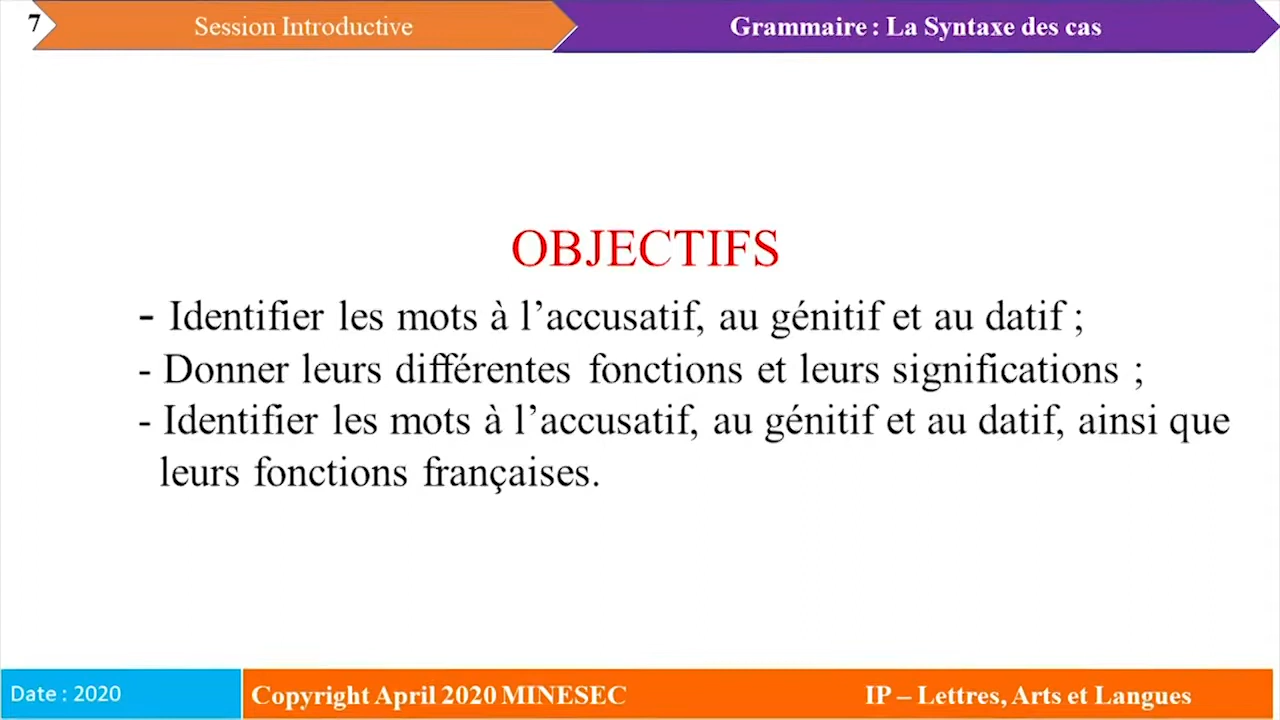 7
Session Introductive
Grammaire : La Syntaxe des cas
OBJECTIFS
- Identifier les mots à l’accusatif, au génitif et au datif ;
- Donner leurs différentes fonctions et leurs significations ;
- Identifier les mots à l’accusatif, au génitif et au datif, ainsi que
leurs fonctions françaises.
Date : 2020
Copyright April 2020 MINESEC
IP – Lettres, Arts et Langues